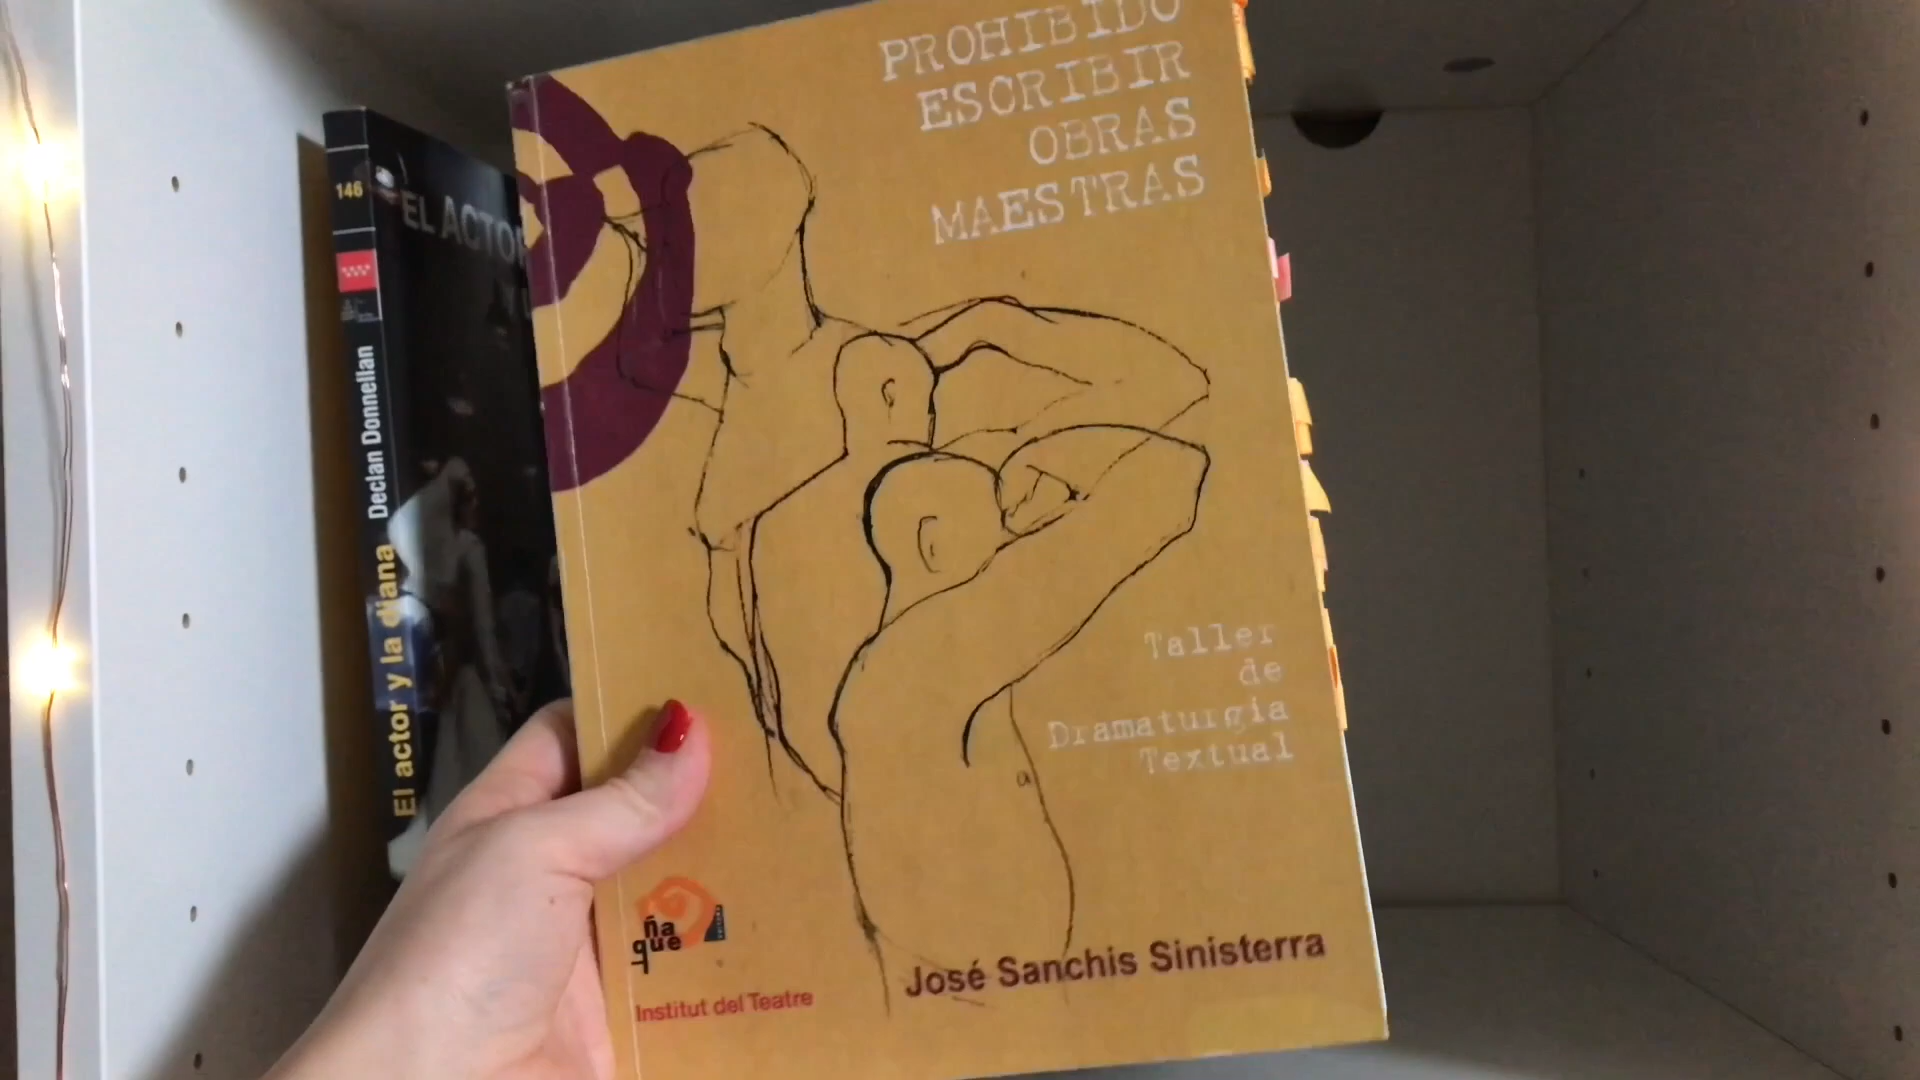 PROHIBIDO
ESCRIBIR
OBRAS
MAESTRAS
Taller
de
Dramaturgia
Textual
José Sanchis Sinisterra
ñaque
Institut del Teatre
146
EL ACTOR
El actor y la diana Declan Donnellan